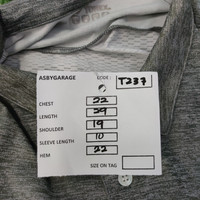 ASBYGARAGE CODE : T237
CHEST 22
LENGTH 29
SHOULDER 19
SLEEVE LENGTH 10
HEM 22
SIZE ON TAG